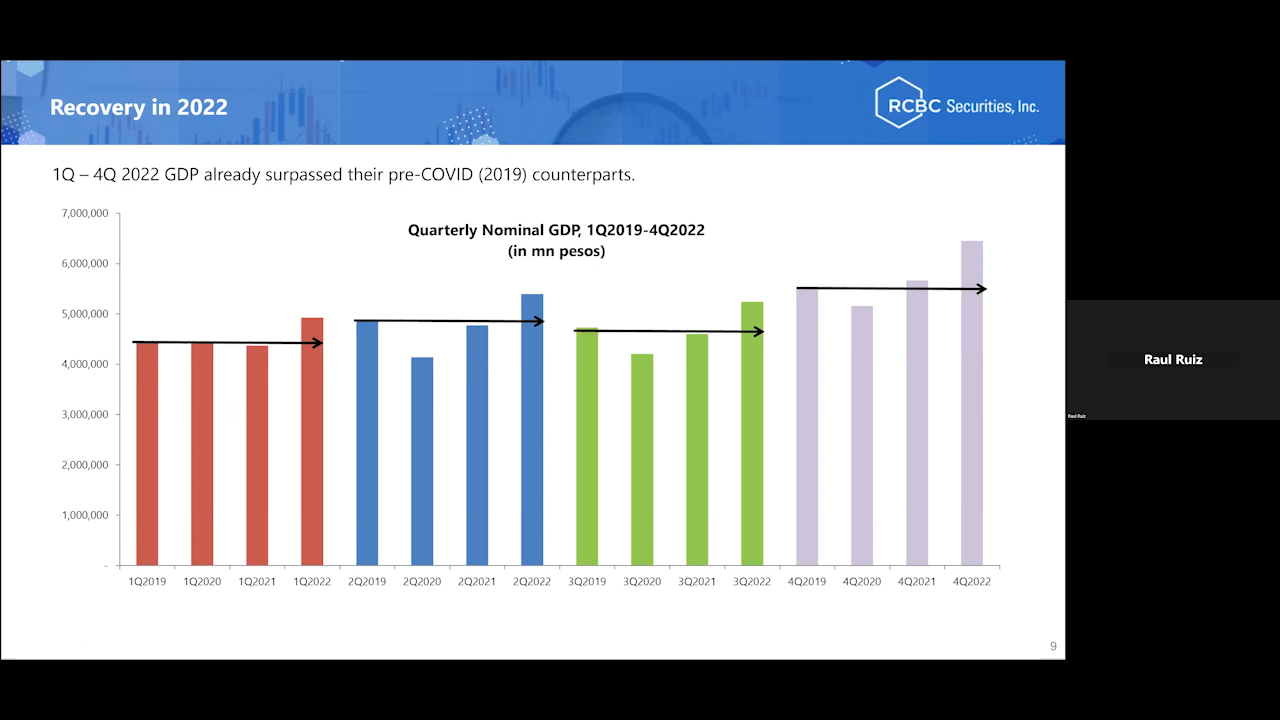 Recovery in 2022
RCBC Securities, Inc.
1Q – 4Q 2022 GDP already surpassed their pre-COVID (2019) counterparts.
Quarterly Nominal GDP, 1Q2019-4Q2022
(in mn pesos)
7,000,000
6,000,000
5,000,000
4,000,000
3,000,000
2,000,000
1,000,000
-
1Q2019 1Q2020 1Q2021 1Q2022 2Q2019 2Q2020 2Q2021 2Q2022 3Q2019 3Q2020 3Q2021 3Q2022 4Q2019 4Q2020 4Q2021 4Q2022
9
Raul Ruiz
Raul Ruiz